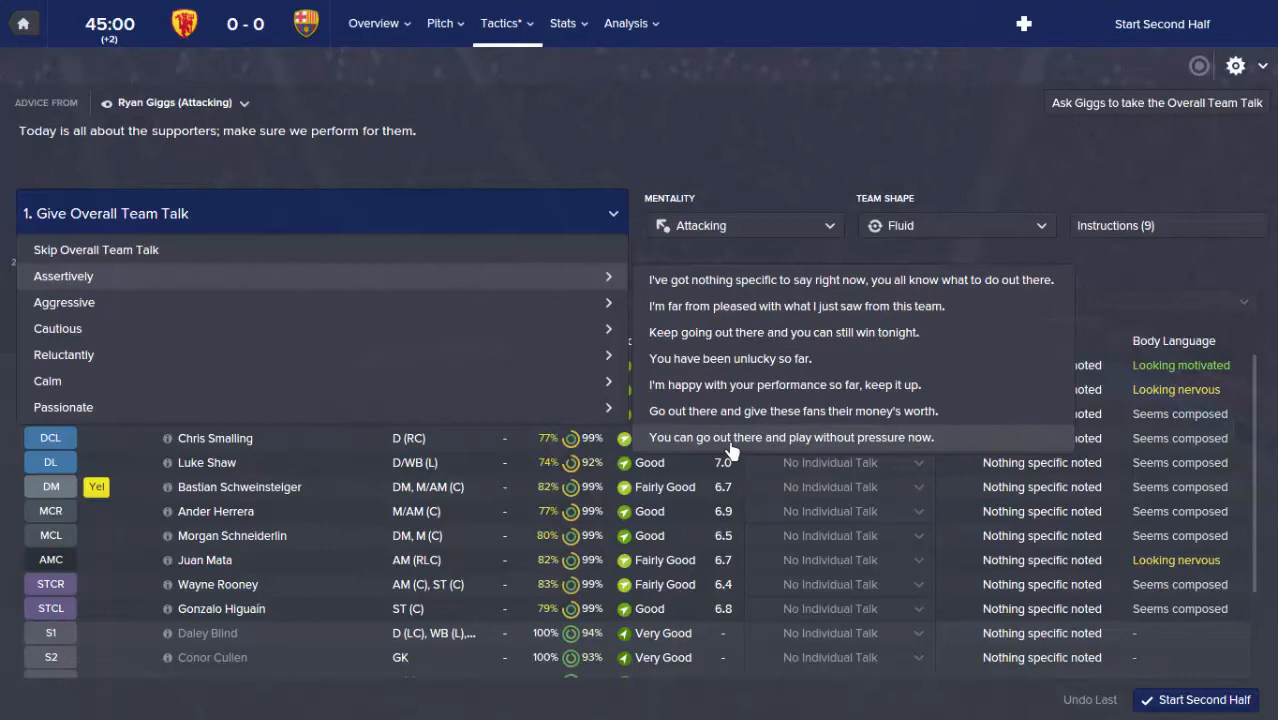 45:00
(+2)
0 - 0
Overview
Pitch
Tactics*
Stats
Analysis
Start Second Half
ADVICE FROM
Ryan Giggs (Attacking)
Ask Giggs to take the Overall Team Talk
Today is all about the supporters; make sure we perform for them.
1. Give Overall Team Talk
MENTALITY
TEAM SHAPE
Attacking
Fluid
Instructions (9)
Skip Overall Team Talk
2
Assertively
I've got nothing specific to say right now, you all know what to do out there.
Aggressive
I'm far from pleased with what I just saw from this team.
Cautious
Keep going out there and you can still win tonight.
Body Language
Reluctantly
You have been unlucky so far.
noted
Looking motivated
Calm
I'm happy with your performance so far, keep it up.
noted
Looking nervous
Passionate
Go out there and give these fans their money's worth.
noted
Seems composed
You can go out there and play without pressure now.
DCL Chris Smalling D (RC) - 77% 99% Nothing specific noted Seems composed
DL Luke Shaw D/WB (L) - 74% 92% Good 7.0 No Individual Talk Nothing specific noted Seems composed
DM Yel Bastian Schweinsteiger DM, M/AM (C) - 82% 99% Fairly Good 6.7 No Individual Talk Nothing specific noted Seems composed
MCR Ander Herrera M/AM (C) - 77% 99% Good 6.9 No Individual Talk Nothing specific noted Seems composed
MCL Morgan Schneiderlin DM, M (C) - 80% 99% Good 6.5 No Individual Talk Nothing specific noted Seems composed
AMC Juan Mata AM (RLC) - 82% 99% Fairly Good 6.7 No Individual Talk Nothing specific noted Looking nervous
STCR Wayne Rooney AM (C), ST (C) - 83% 99% Fairly Good 6.4 No Individual Talk Nothing specific noted Seems composed
STCL Gonzalo Higuaín ST (C) - 79% 99% Good 6.8 No Individual Talk Nothing specific noted Seems composed
S1 Daley Blind D (LC), WB (L),... 100% 94% Very Good - No Individual Talk Nothing specific noted -
S2 Conor Cullen GK - 100% 93% Very Good - No Individual Talk Nothing specific noted -
Undo Last
Start Second Half